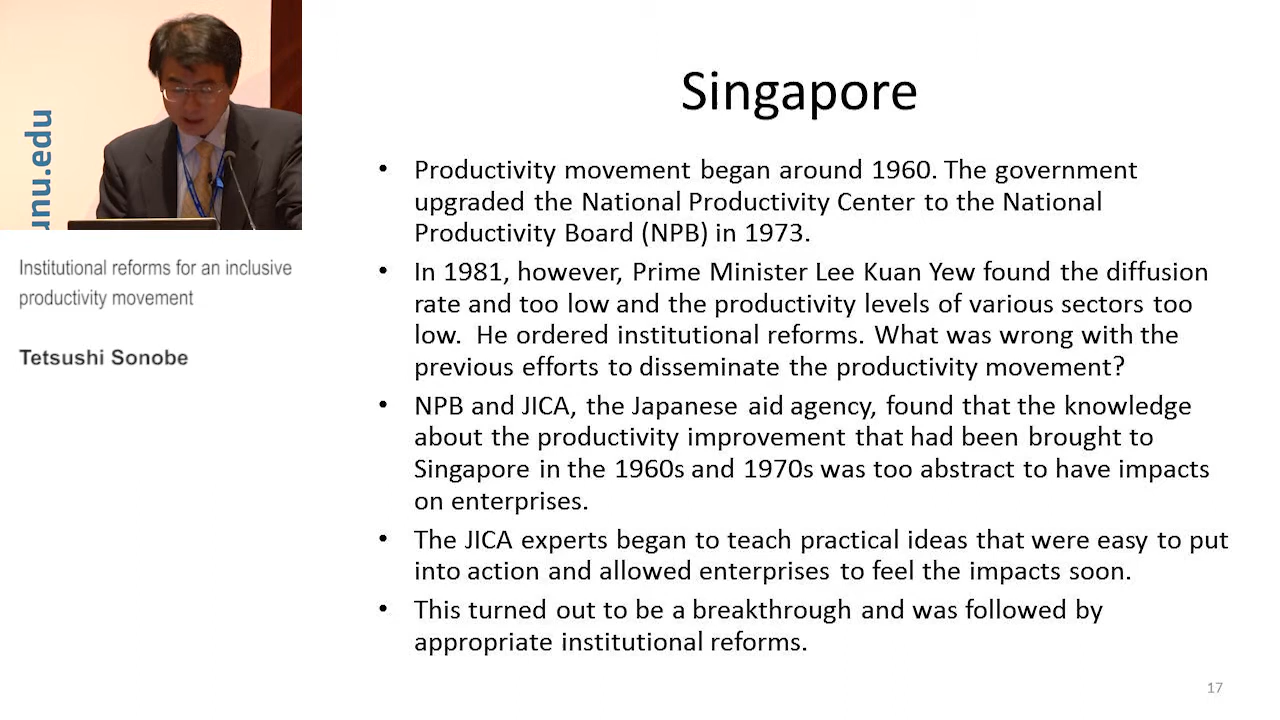 unu.edu
Institutional reforms for an inclusive
productivity movement
Tetsushi Sonobe
Singapore
• Productivity movement began around 1960. The government
upgraded the National Productivity Center to the National
Productivity Board (NPB) in 1973.
• In 1981, however, Prime Minister Lee Kuan Yew found the diffusion
rate and too low and the productivity levels of various sectors too
low.  He ordered institutional reforms. What was wrong with the
previous efforts to disseminate the productivity movement?
• NPB and JICA, the Japanese aid agency, found that the knowledge
about the productivity improvement that had been brought to
Singapore in the 1960s and 1970s was too abstract to have impacts
on enterprises.
• The JICA experts began to teach practical ideas that were easy to put
into action and allowed enterprises to feel the impacts soon.
• This turned out to be a breakthrough and was followed by
appropriate institutional reforms.
17